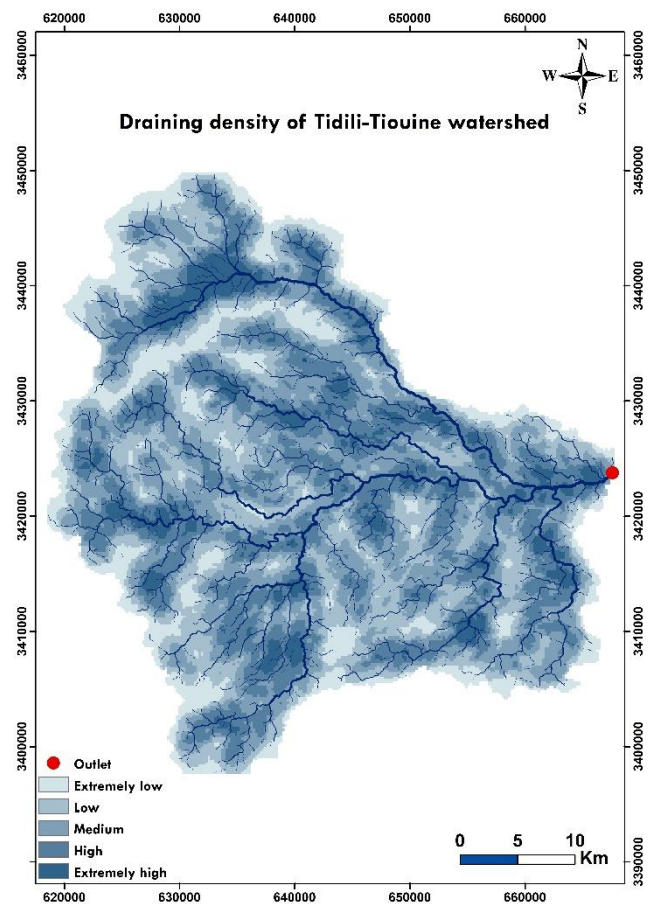 620000 630000 640000 650000 660000
N
W E
S
Draining density of Tidili-Tiouine watershed
3460000 3460000
3450000 3450000
3440000 3440000
3430000 3430000
3420000 3420000
3410000 3410000
3400000 3400000
3390000 3390000
Outlet
Extremely low
Low
Medium
High
Extremely high
0 5 10
Km
620000 630000 640000 650000 660000